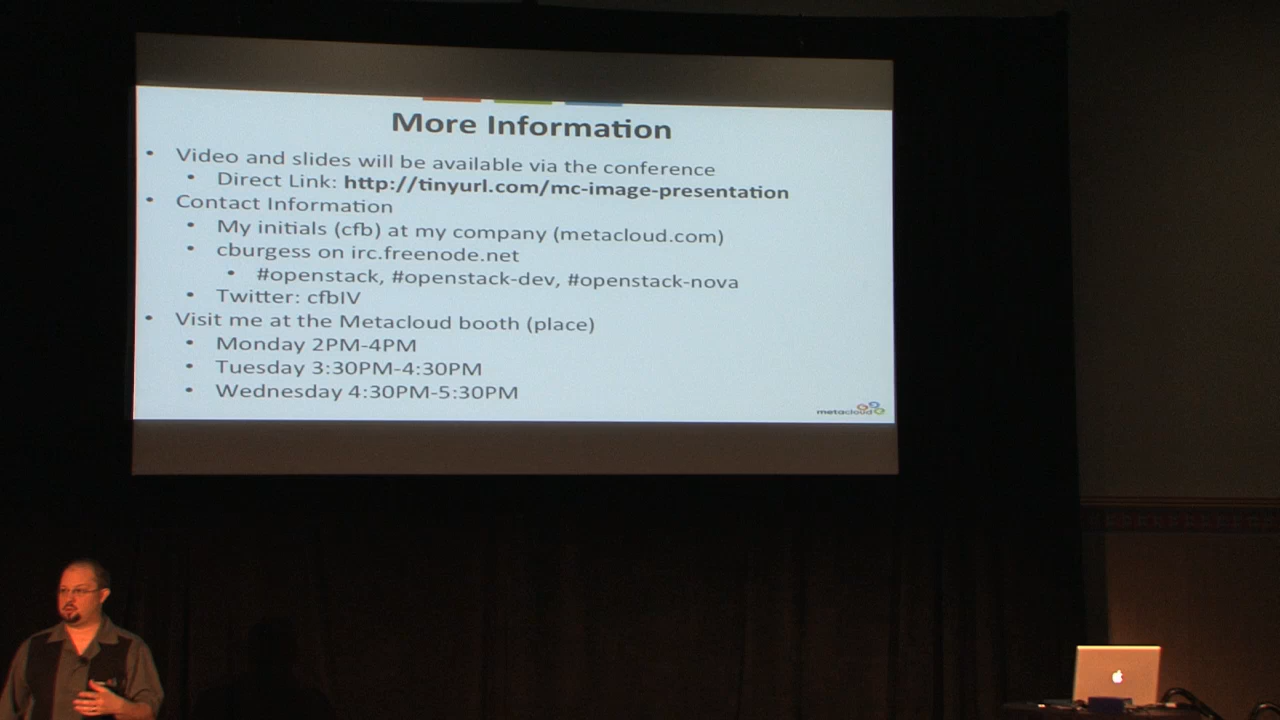 More Information
• Video and slides will be available via the conference
• Direct Link: http://tinyurl.com/mc-image-presentation
• Contact Information
• My initials (cfb) at my company (metacloud.com)
• cburgess on irc.freenode.net
• #openstack, #openstack-dev, #openstack-nova
• Twitter: cfbIV
• Visit me at the Metacloud booth (place)
• Monday 2PM-4PM
• Tuesday 3:30PM-4:30PM
• Wednesday 4:30PM-5:30PM
metacloud